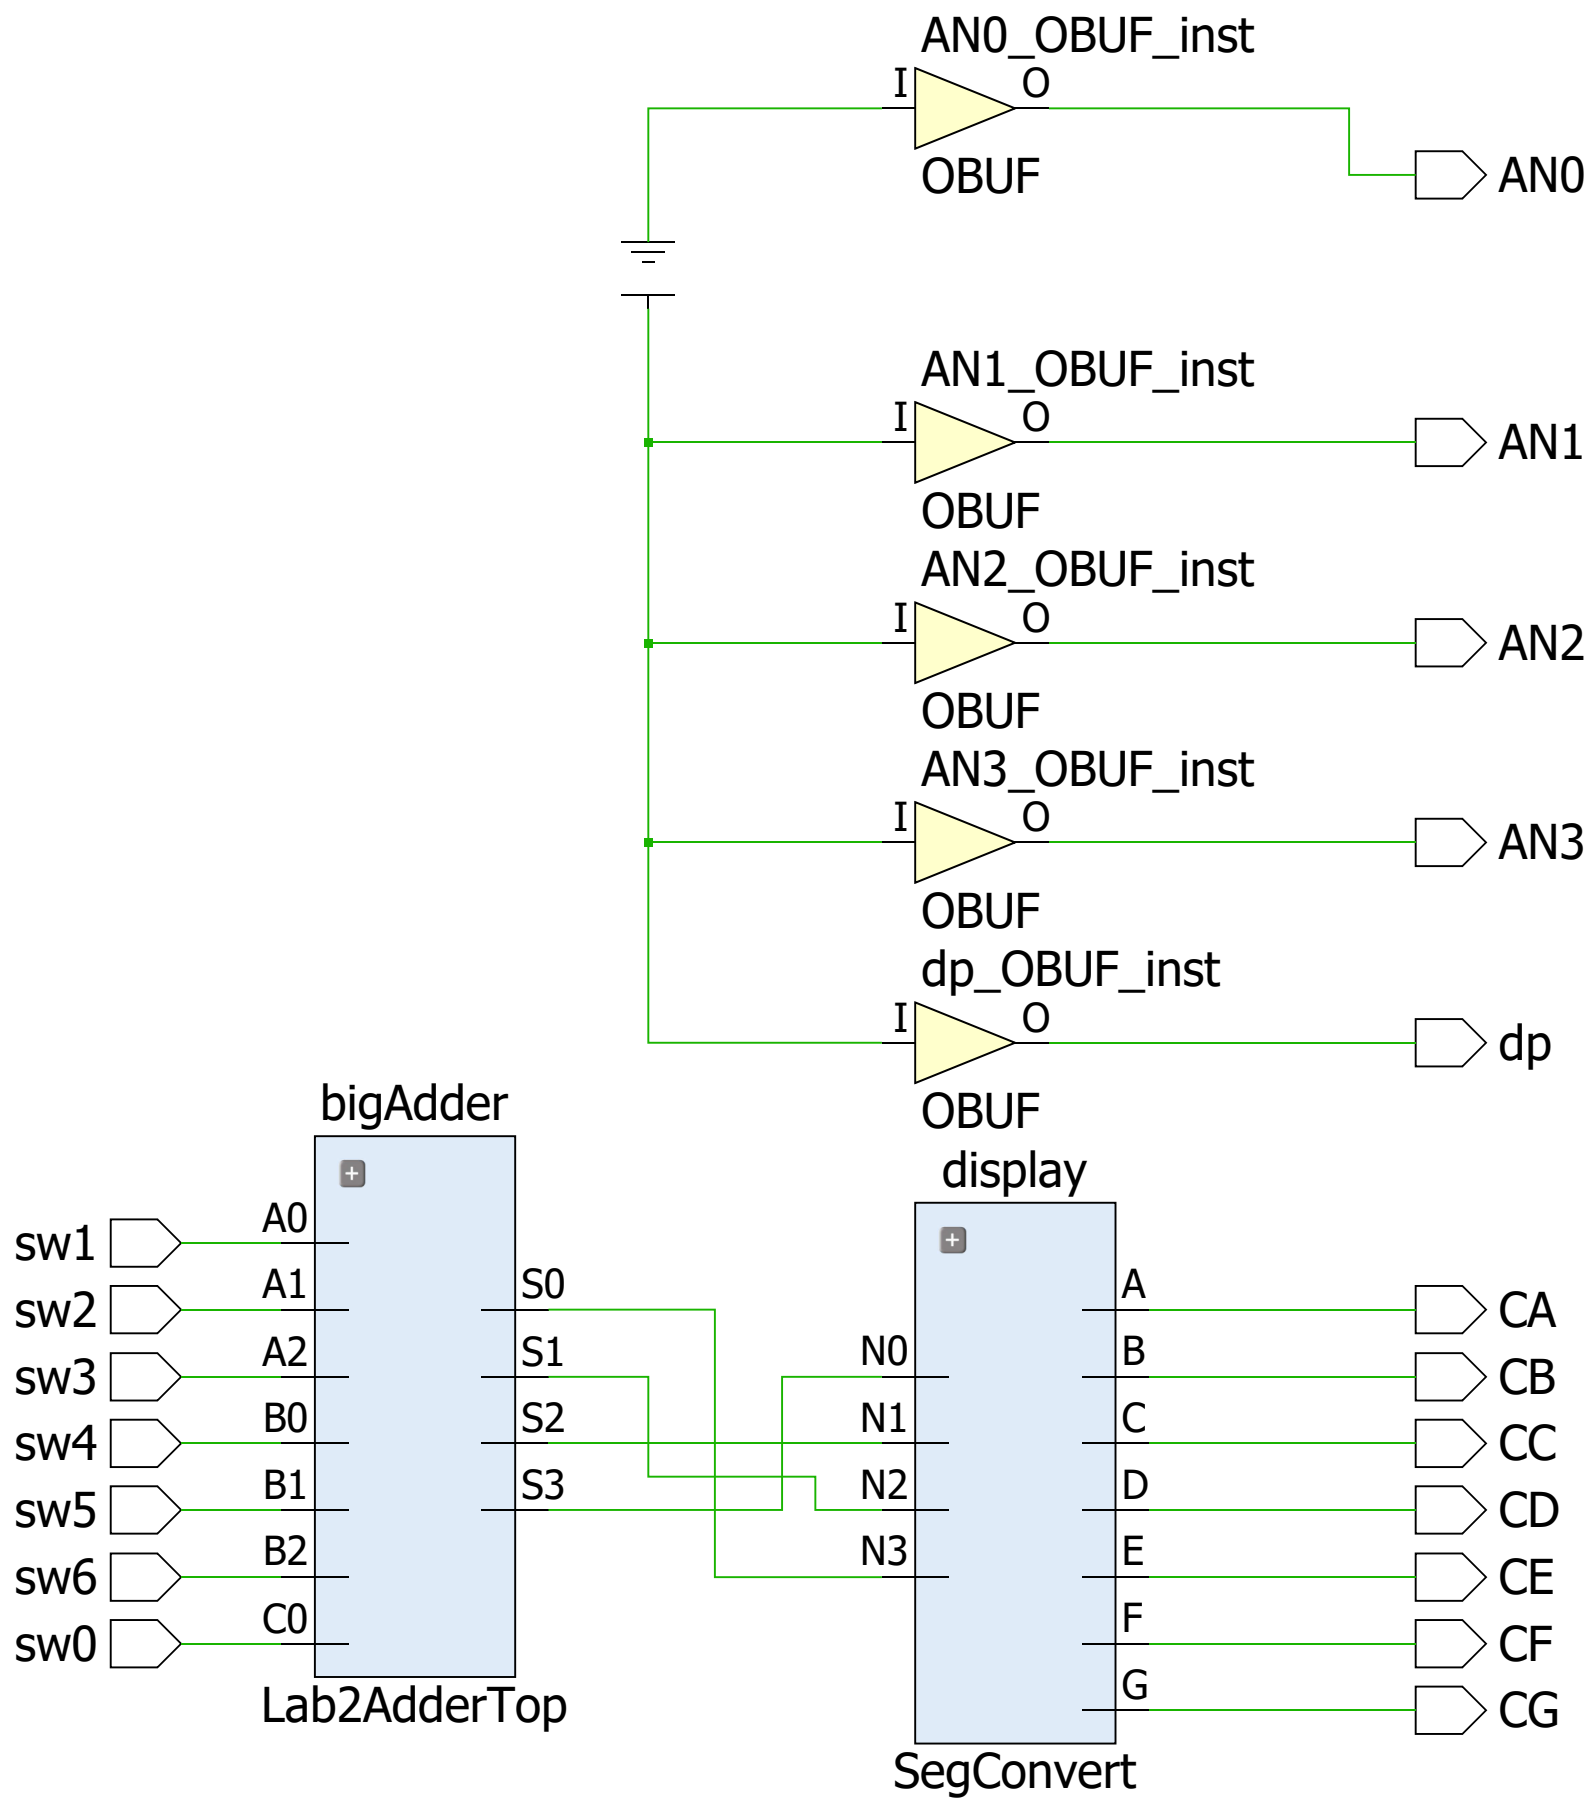 AN0_OBUF_inst
I
O
OBUF
AN0
AN1_OBUF_inst
I
O
OBUF
AN1
AN2_OBUF_inst
I
O
OBUF
AN2
AN3_OBUF_inst
I
O
OBUF
AN3
dp_OBUF_inst
I
O
OBUF
dp
bigAdder
sw1 A0
sw2 A1 S0
sw3 A2 S1
sw4 B0 S2
sw5 B1 S3
sw6 B2
sw0 C0
Lab2AdderTop
display
A CA
N0 B CB
N1 C CC
N2 D CD
N3 E CE
F CF
G CG
SegConvert